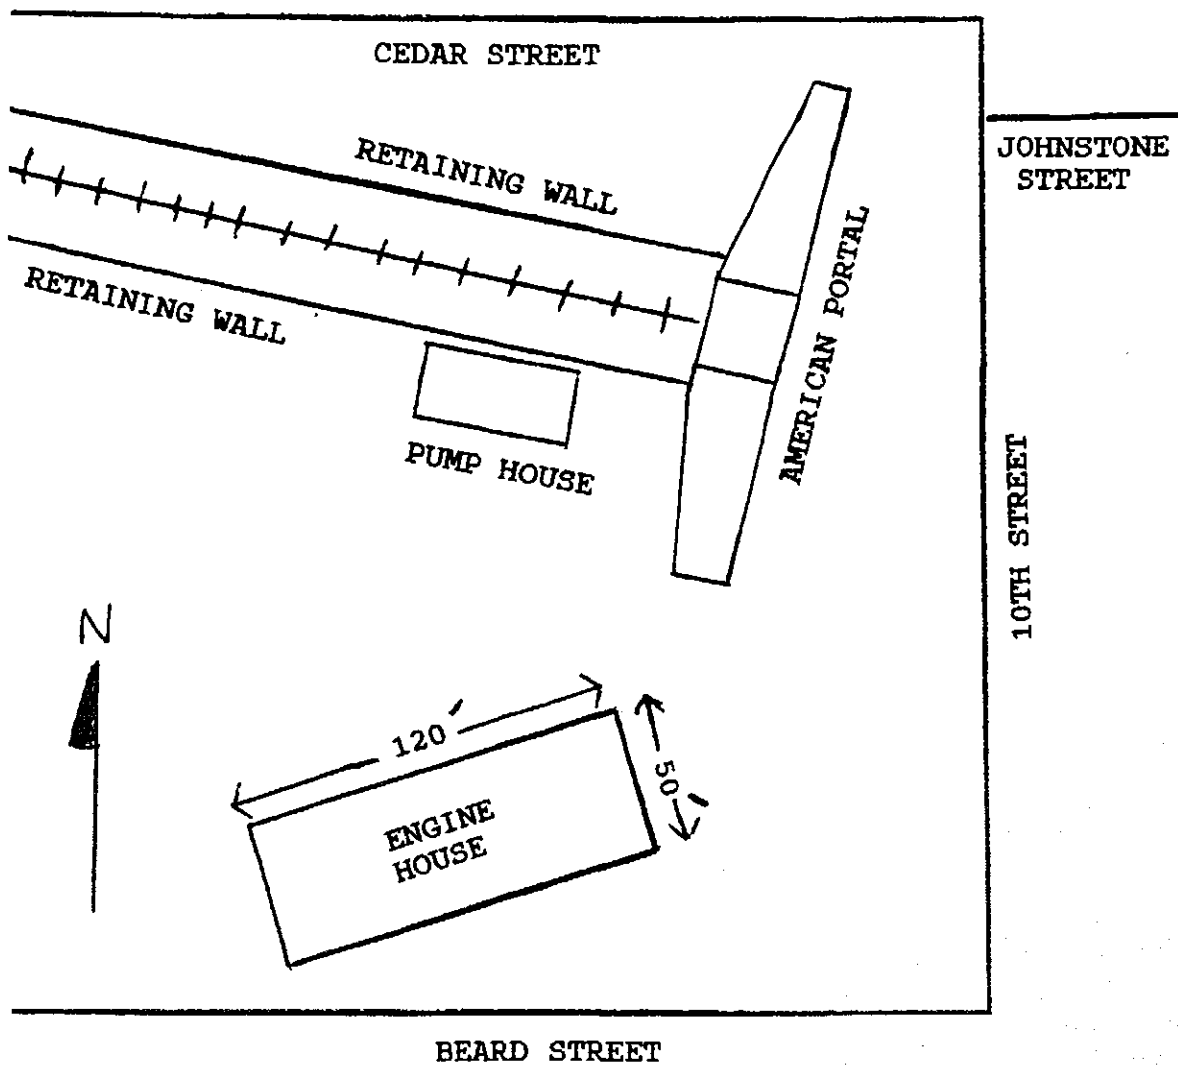 CEDAR STREET
JOHNSTONE
STREET
RETAINING WALL
RETAINING WALL
AMERICAN PORTAL
PUMP HOUSE
10TH STREET
N
120'
50'
ENGINE
HOUSE
BEARD STREET